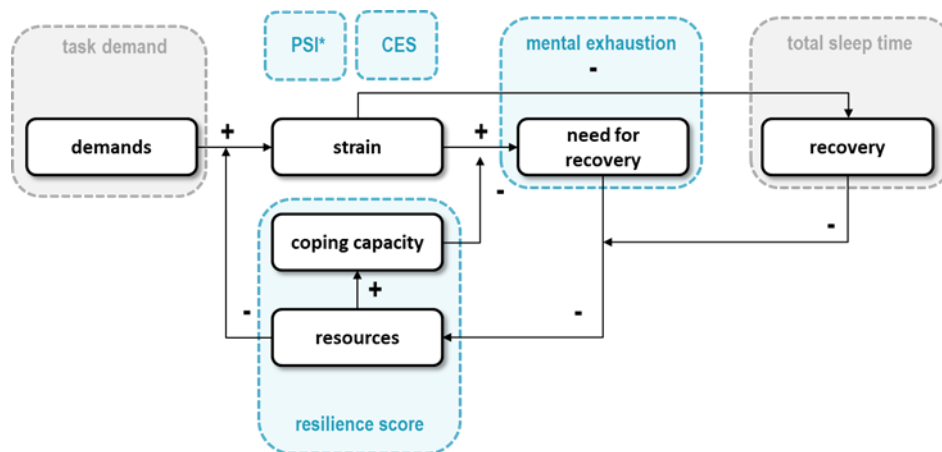 task demand
PSI*
CES
mental exhaustion
total sleep time
-
demands
+
strain
+
need for
recovery
recovery
-
-
coping capacity
+
-
resources
-
resilience score